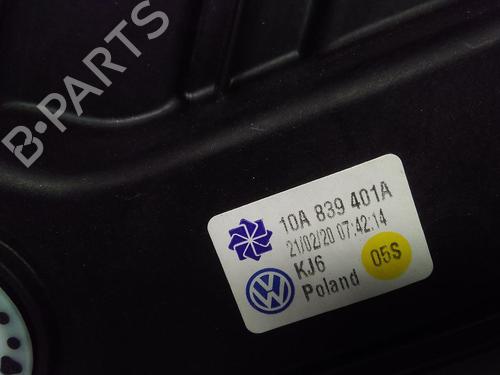 B-PARTS
10A 839 401A
21/02/20 07:42:14
KJ6
05S
Poland